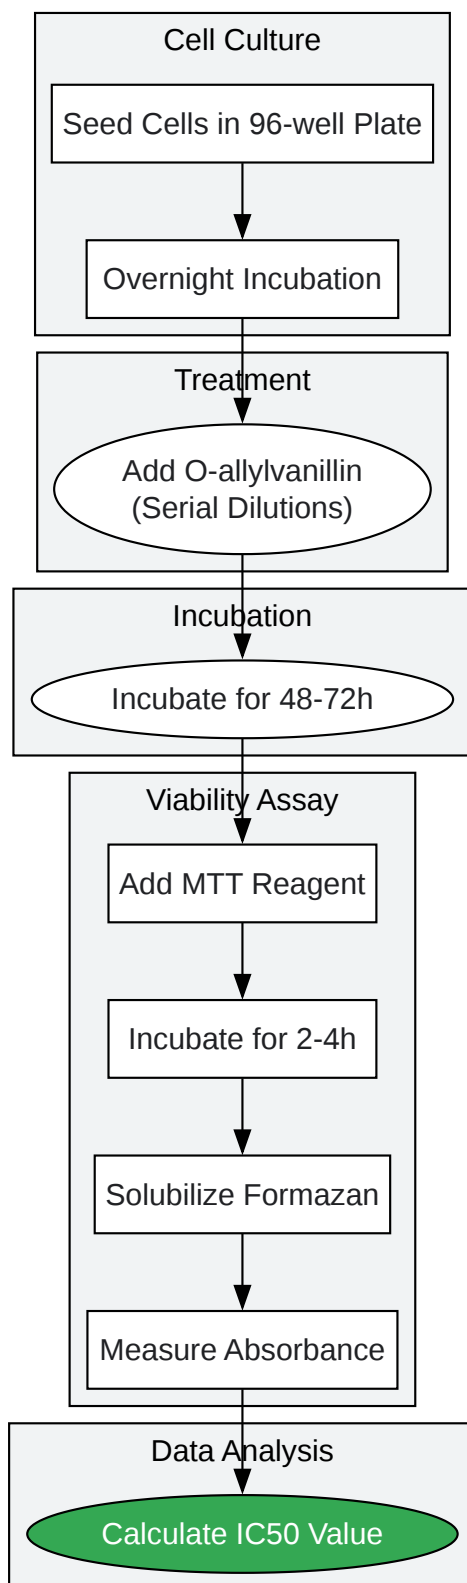 Cell Culture
Seed Cells in 96-well Plate
Overnight Incubation
Treatment
Add O-allylvanillin
(Serial Dilutions)
Incubation
Incubate for 48-72h
Viability Assay
Add MTT Reagent
Incubate for 2-4h
Solubilize Formazan
Measure Absorbance
Data Analysis
Calculate IC50 Value